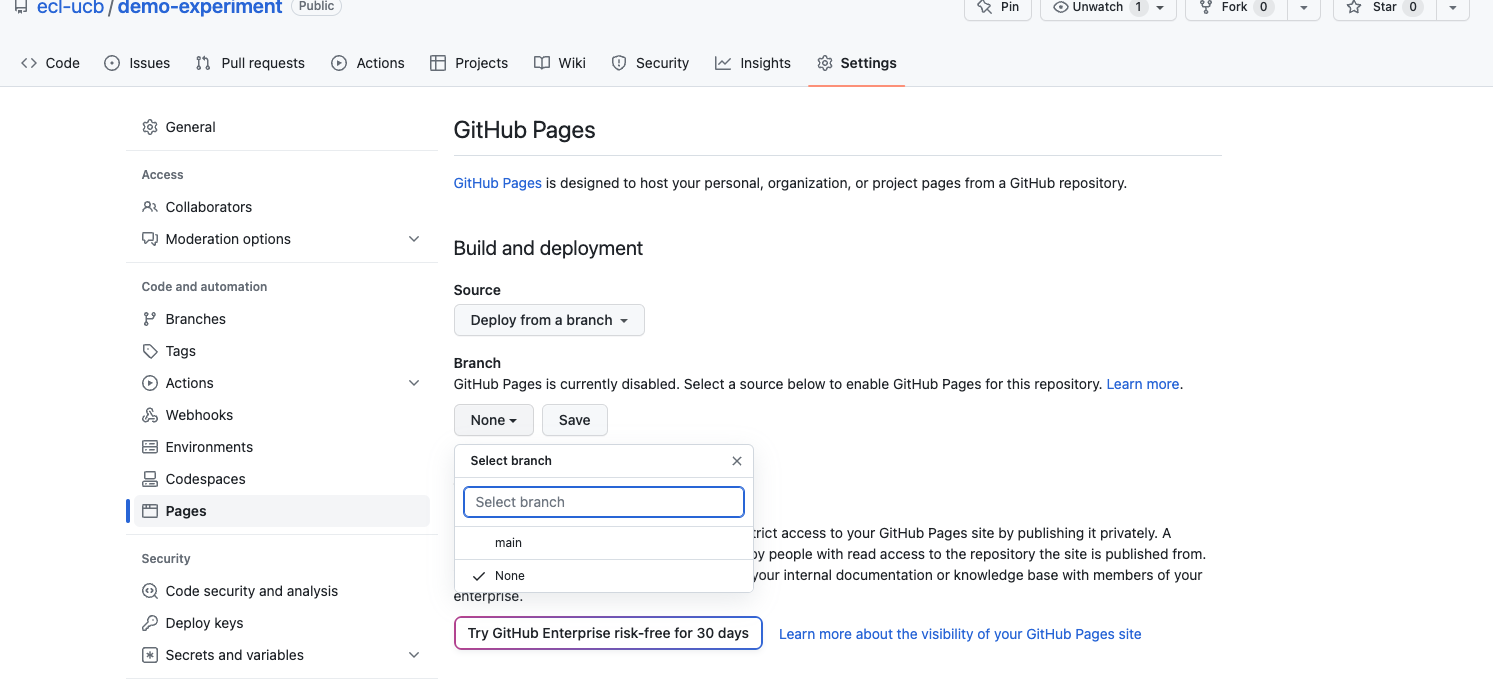 ecl-ucb / demo-experiment Public
Pin Unwatch 1 Fork 0 Star 0
Code Issues Pull requests Actions Projects Wiki Security Insights Settings
General
Access
Collaborators
Moderation options
Code and automation
Branches
Tags
Actions
Webhooks
Environments
Codespaces
Pages
Security
Code security and analysis
Deploy keys
Secrets and variables
GitHub Pages
GitHub Pages is designed to host your personal, organization, or project pages from a GitHub repository.
Build and deployment
Source
Deploy from a branch
Branch
GitHub Pages is currently disabled. Select a source below to enable GitHub Pages for this repository. Learn more.
None Save
Select branch
Select branch
main
None
trict access to your GitHub Pages site by publishing it privately. A
by people with read access to the repository the site is published from.
your internal documentation or knowledge base with members of your
enterprise.
Try GitHub Enterprise risk-free for 30 days Learn more about the visibility of your GitHub Pages site